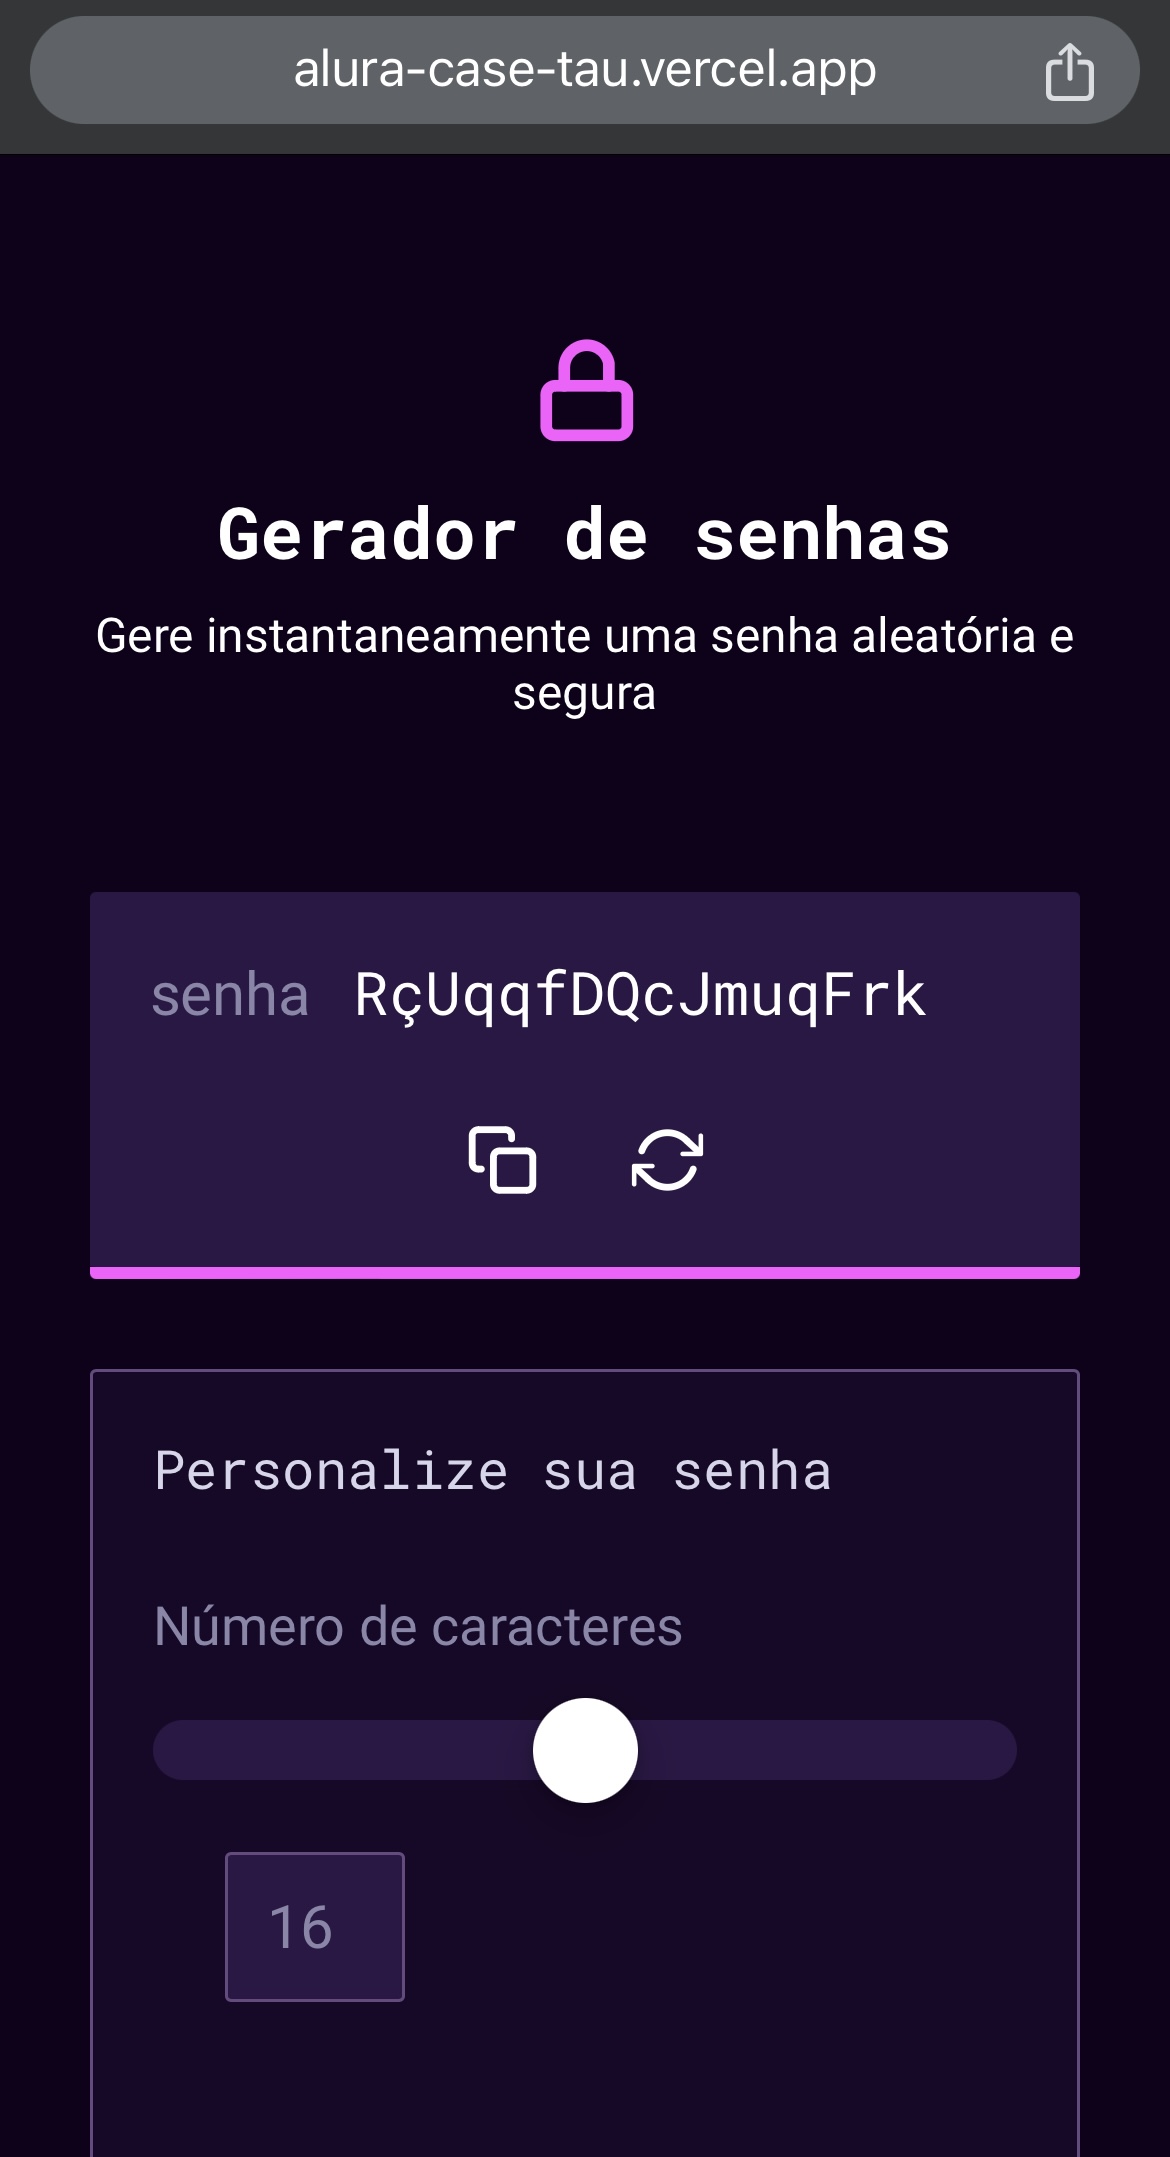 alura-case-tau.vercel.app
Gerador de senhas
Gere instantaneamente uma senha aleatória e
segura
senha RçUqqfDQcJmuqFrk
Personalize sua senha
Número de caracteres
16